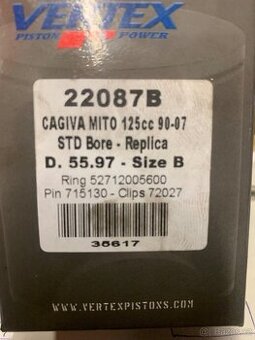 VERTEX
PISTON POWER
22087B
CAGIVA MITO 125cc 90-07
STD Bore - Replica
D. 55.97 - Size B
Ring 52712005600
Pin 715130 - Clips 72027
38617
WWW.VERTEXPISTONS.COM